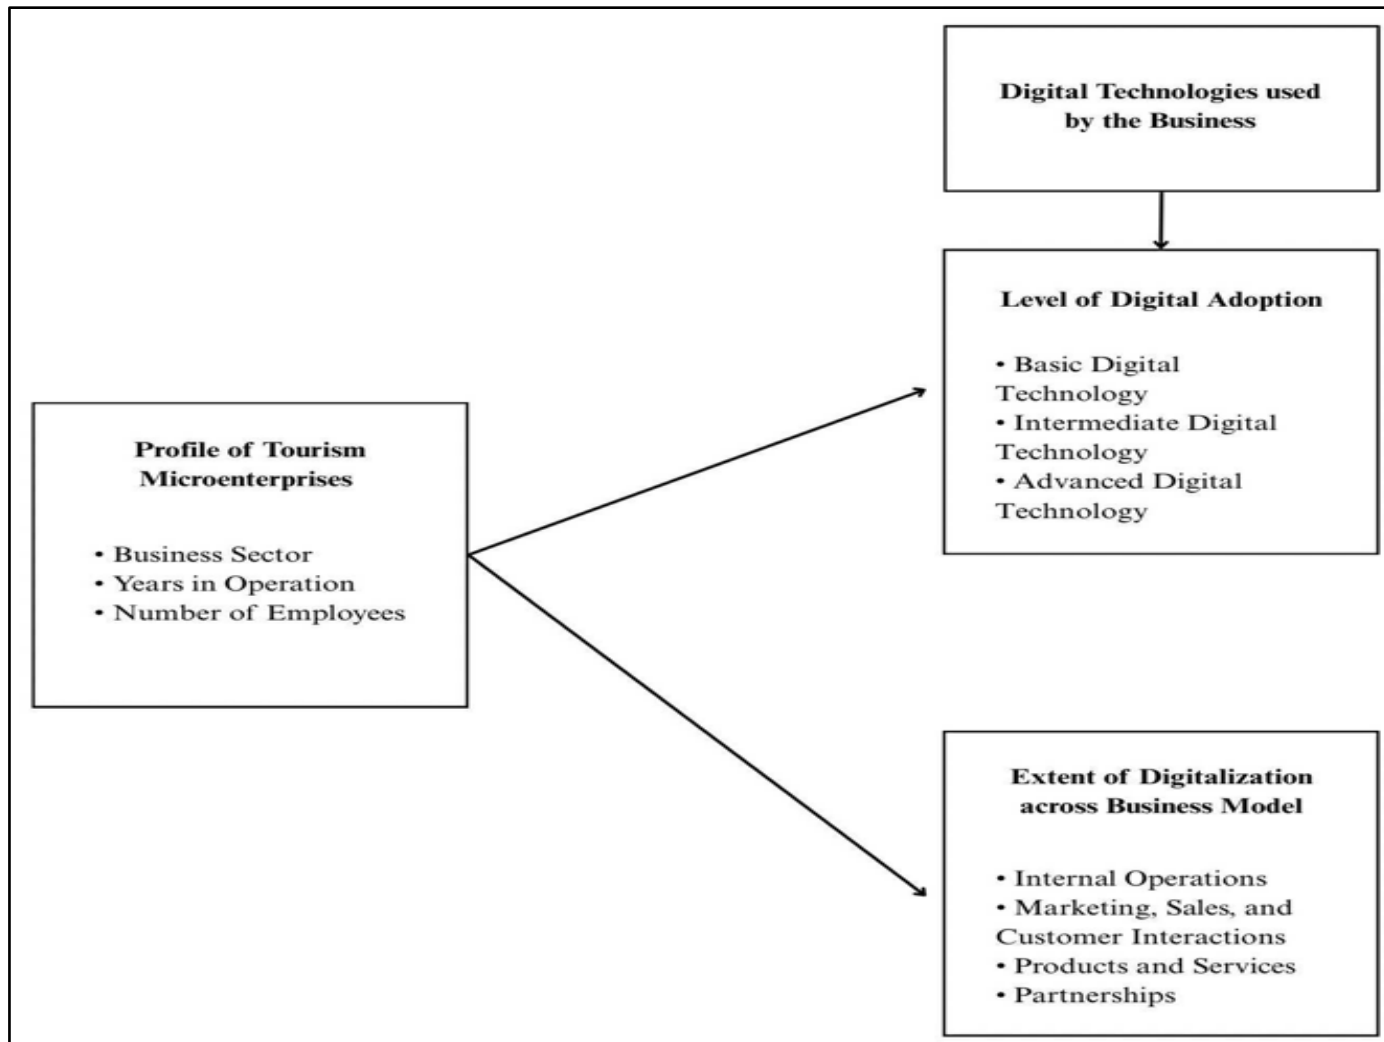 Digital Technologies used
by the Business
Level of Digital Adoption
• Basic Digital
Technology
• Intermediate Digital
Technology
• Advanced Digital
Technology
Profile of Tourism
Microenterprises
• Business Sector
• Years in Operation
• Number of Employees
Extent of Digitalization
across Business Model
• Internal Operations
• Marketing, Sales, and
Customer Interactions
• Products and Services
• Partnerships